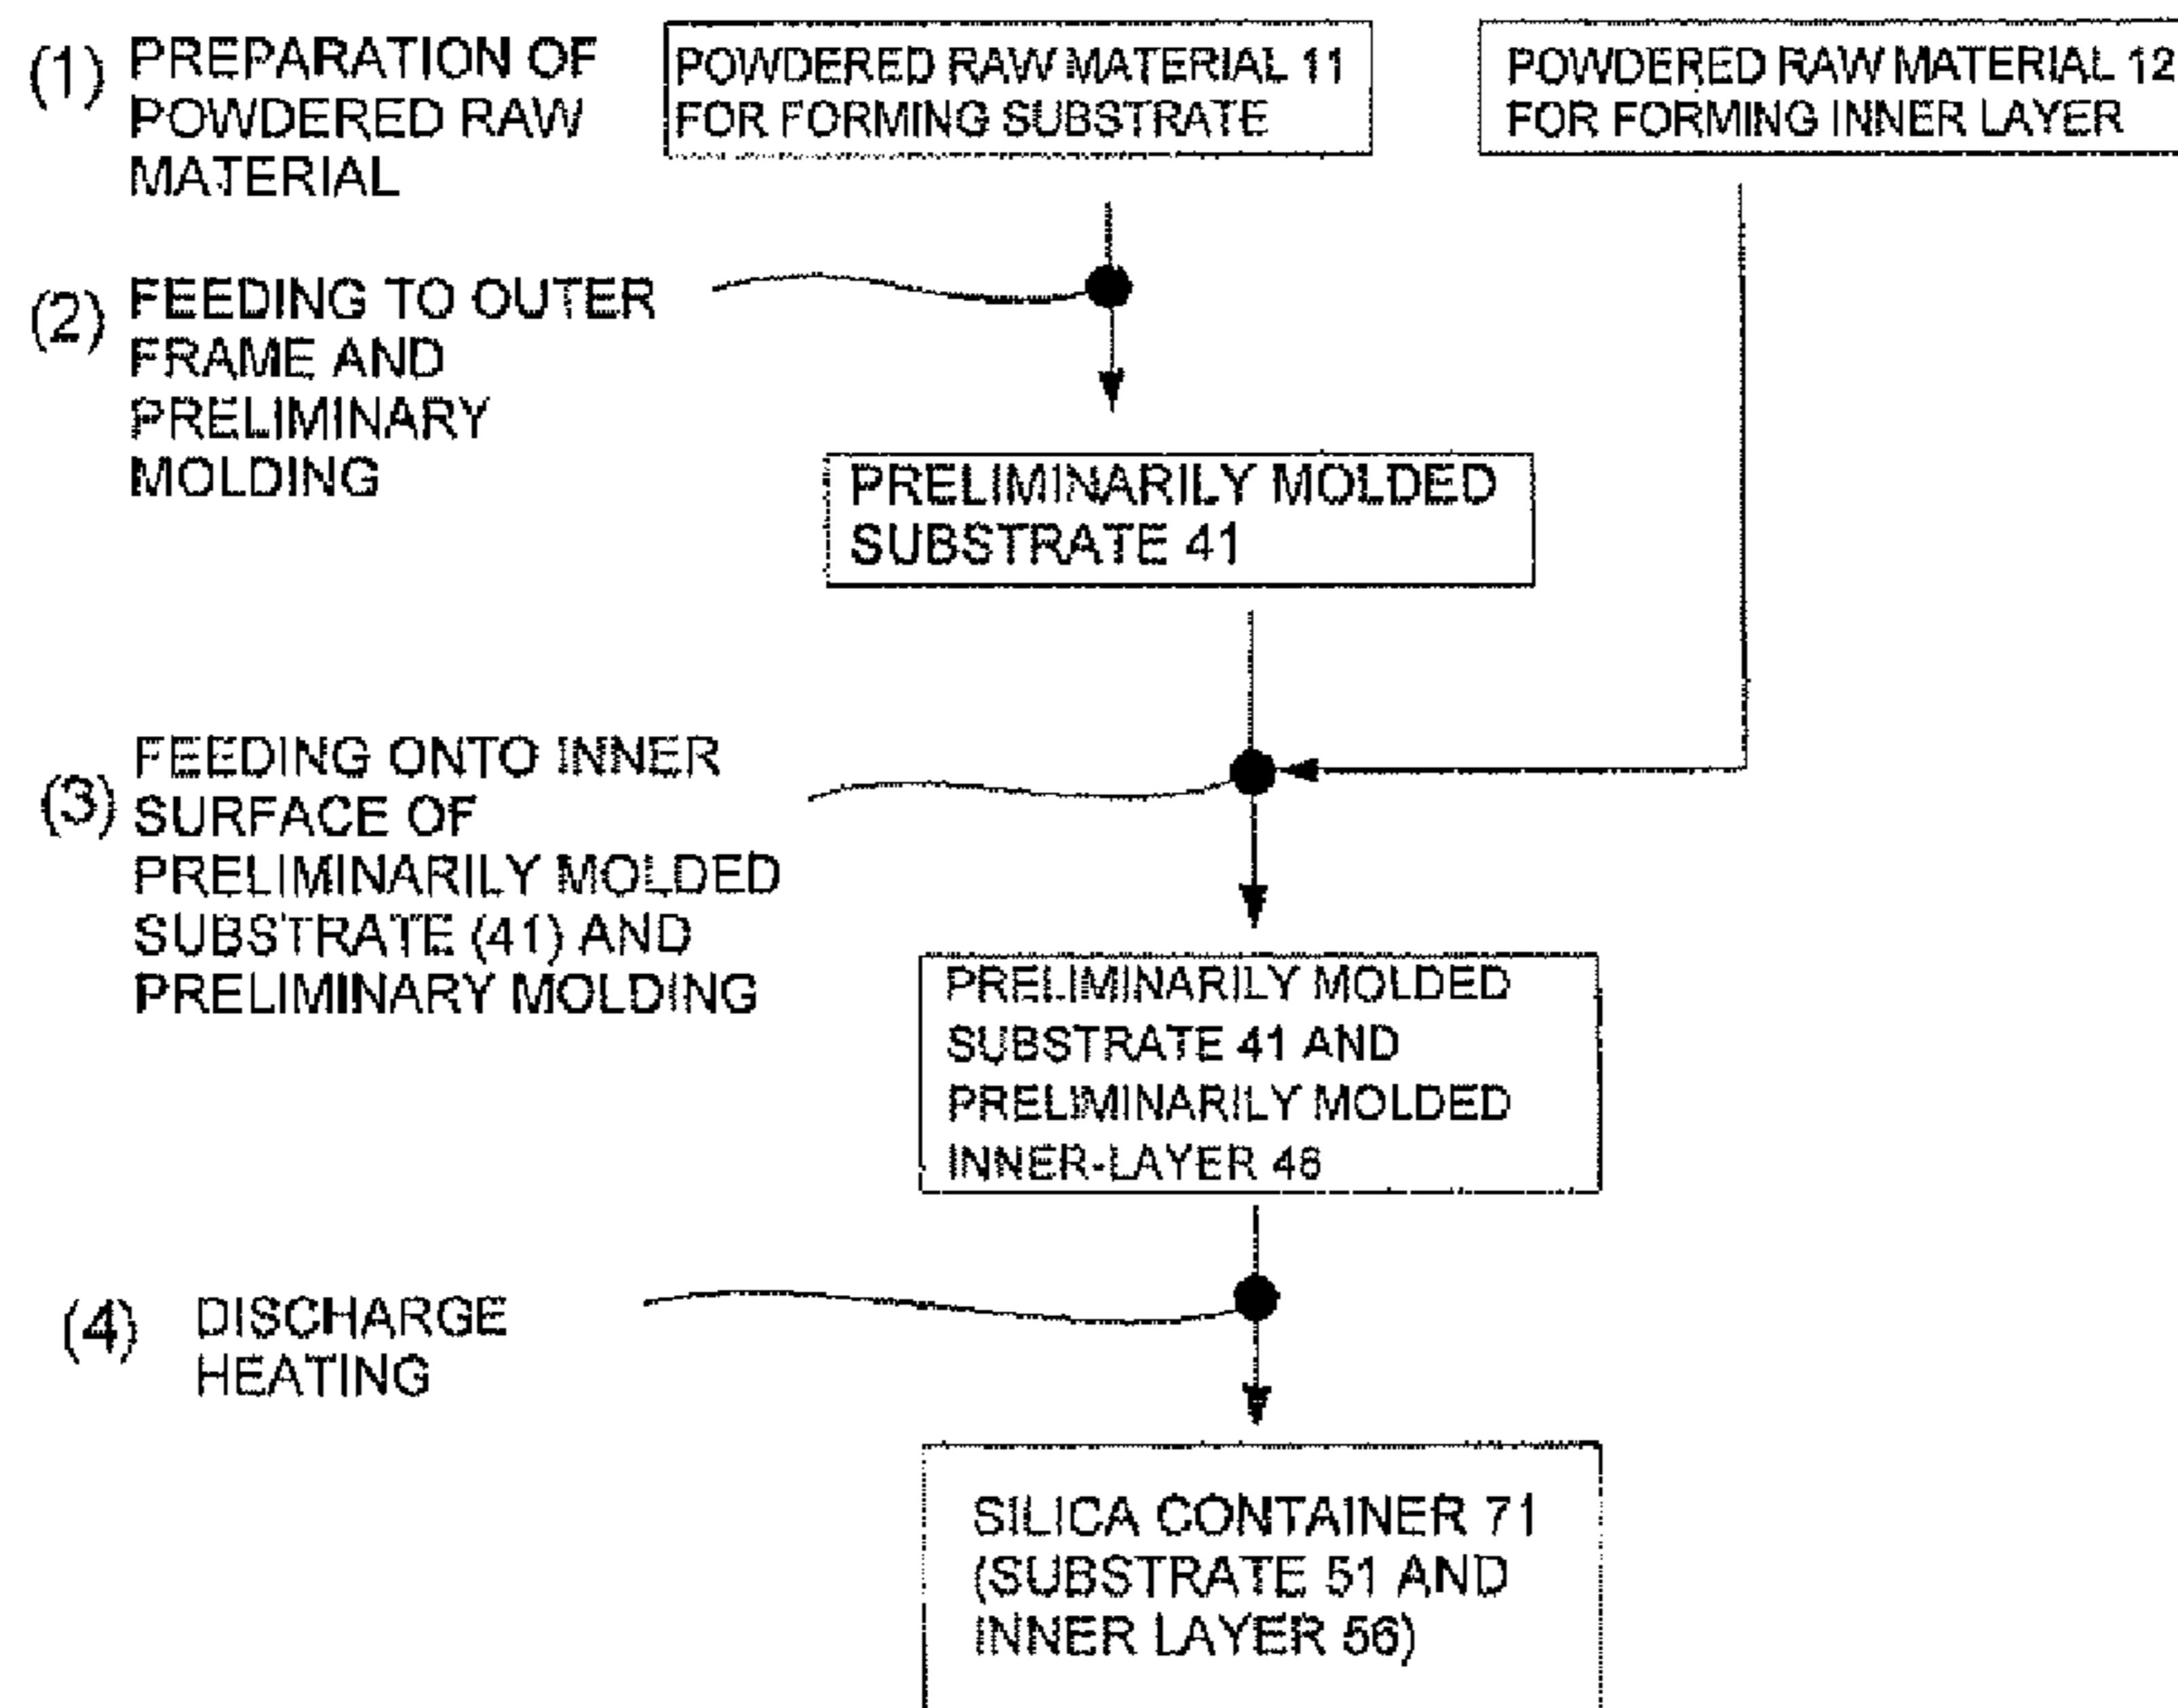 (1) PREPARATION OF
POWDERED RAW
MATERIAL
POWDERED RAW MATERIAL 11
FOR FORMING SUBSTRATE
POWDERED RAW MATERIAL 12
FOR FORMING INNER LAYER
(2) FEEDING TO OUTER
FRAME AND
PRELIMINARY
MOLDING
PRELIMINARILY MOLDED
SUBSTRATE 41
(3) FEEDING ONTO INNER
SURFACE OF
PRELIMINARILY MOLDED
SUBSTRATE (41) AND
PRELIMINARY MOLDING
PRELIMINARILY MOLDED
SUBSTRATE 41 AND
PRELIMINARILY MOLDED
INNER-LAYER 46
(4) DISCHARGE
HEATING
SILICA CONTAINER 71
(SUBSTRATE 51 AND
INNER LAYER 56)